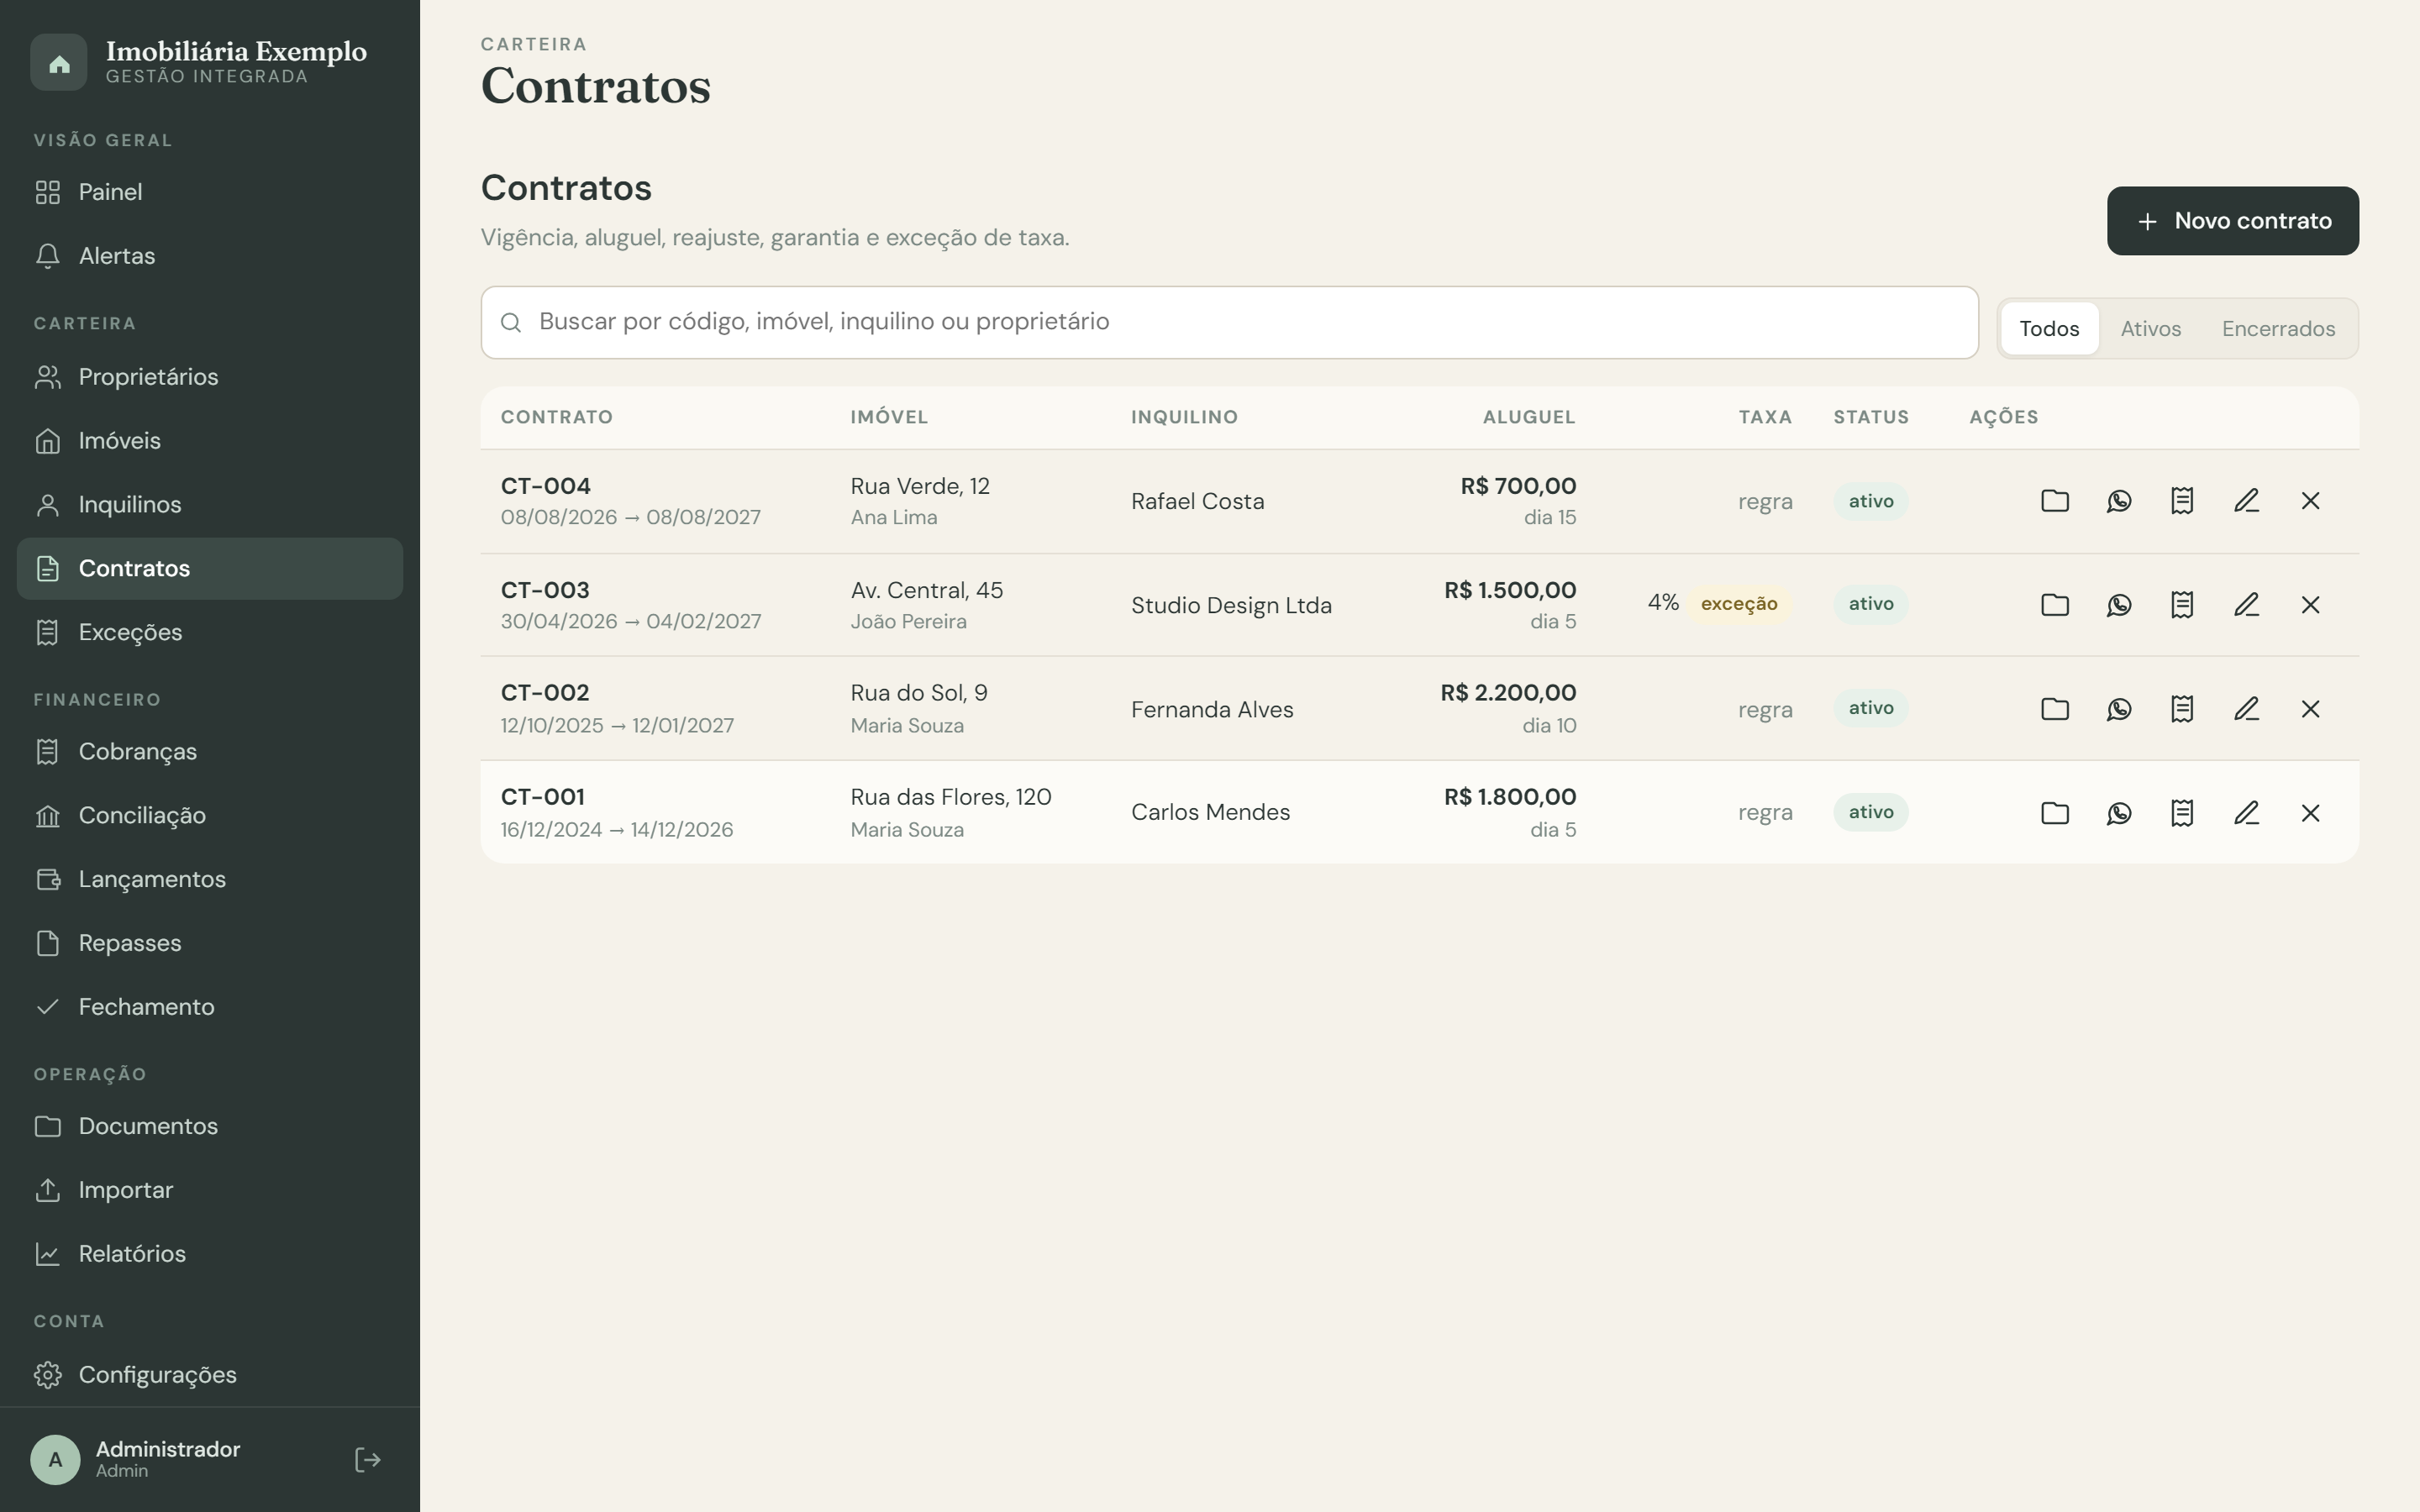 Imobiliária Exemplo
GESTÃO INTEGRADA
VISÃO GERAL
Painel
Alertas
CARTEIRA
Proprietários
Imóveis
Inquilinos
Contratos
Exceções
FINANCEIRO
Cobranças
Conciliação
Lançamentos
Repasses
Fechamento
OPERAÇÃO
Documentos
Importar
Relatórios
CONTA
Configurações
A
Administrador
Admin
CARTEIRA
Contratos
Contratos
Vigência, aluguel, reajuste, garantia e exceção de taxa.
+ Novo contrato
Buscar por código, imóvel, inquilino ou proprietário
Todos Ativos Encerrados
CONTRATO IMÓVEL INQUILINO ALUGUEL TAXA STATUS AÇÕES
CT-004 Rua Verde, 12 Rafael Costa R$ 700,00 regra ativo
08/08/2026 → 08/08/2027 Ana Lima dia 15
CT-003 Av. Central, 45 Studio Design Ltda R$ 1.500,00 4% exceção ativo
30/04/2026 → 04/02/2027 João Pereira dia 5
CT-002 Rua do Sol, 9 Fernanda Alves R$ 2.200,00 regra ativo
12/10/2025 → 12/01/2027 Maria Souza dia 10
CT-001 Rua das Flores, 120 Carlos Mendes R$ 1.800,00 regra ativo
16/12/2024 → 14/12/2026 Maria Souza dia 5